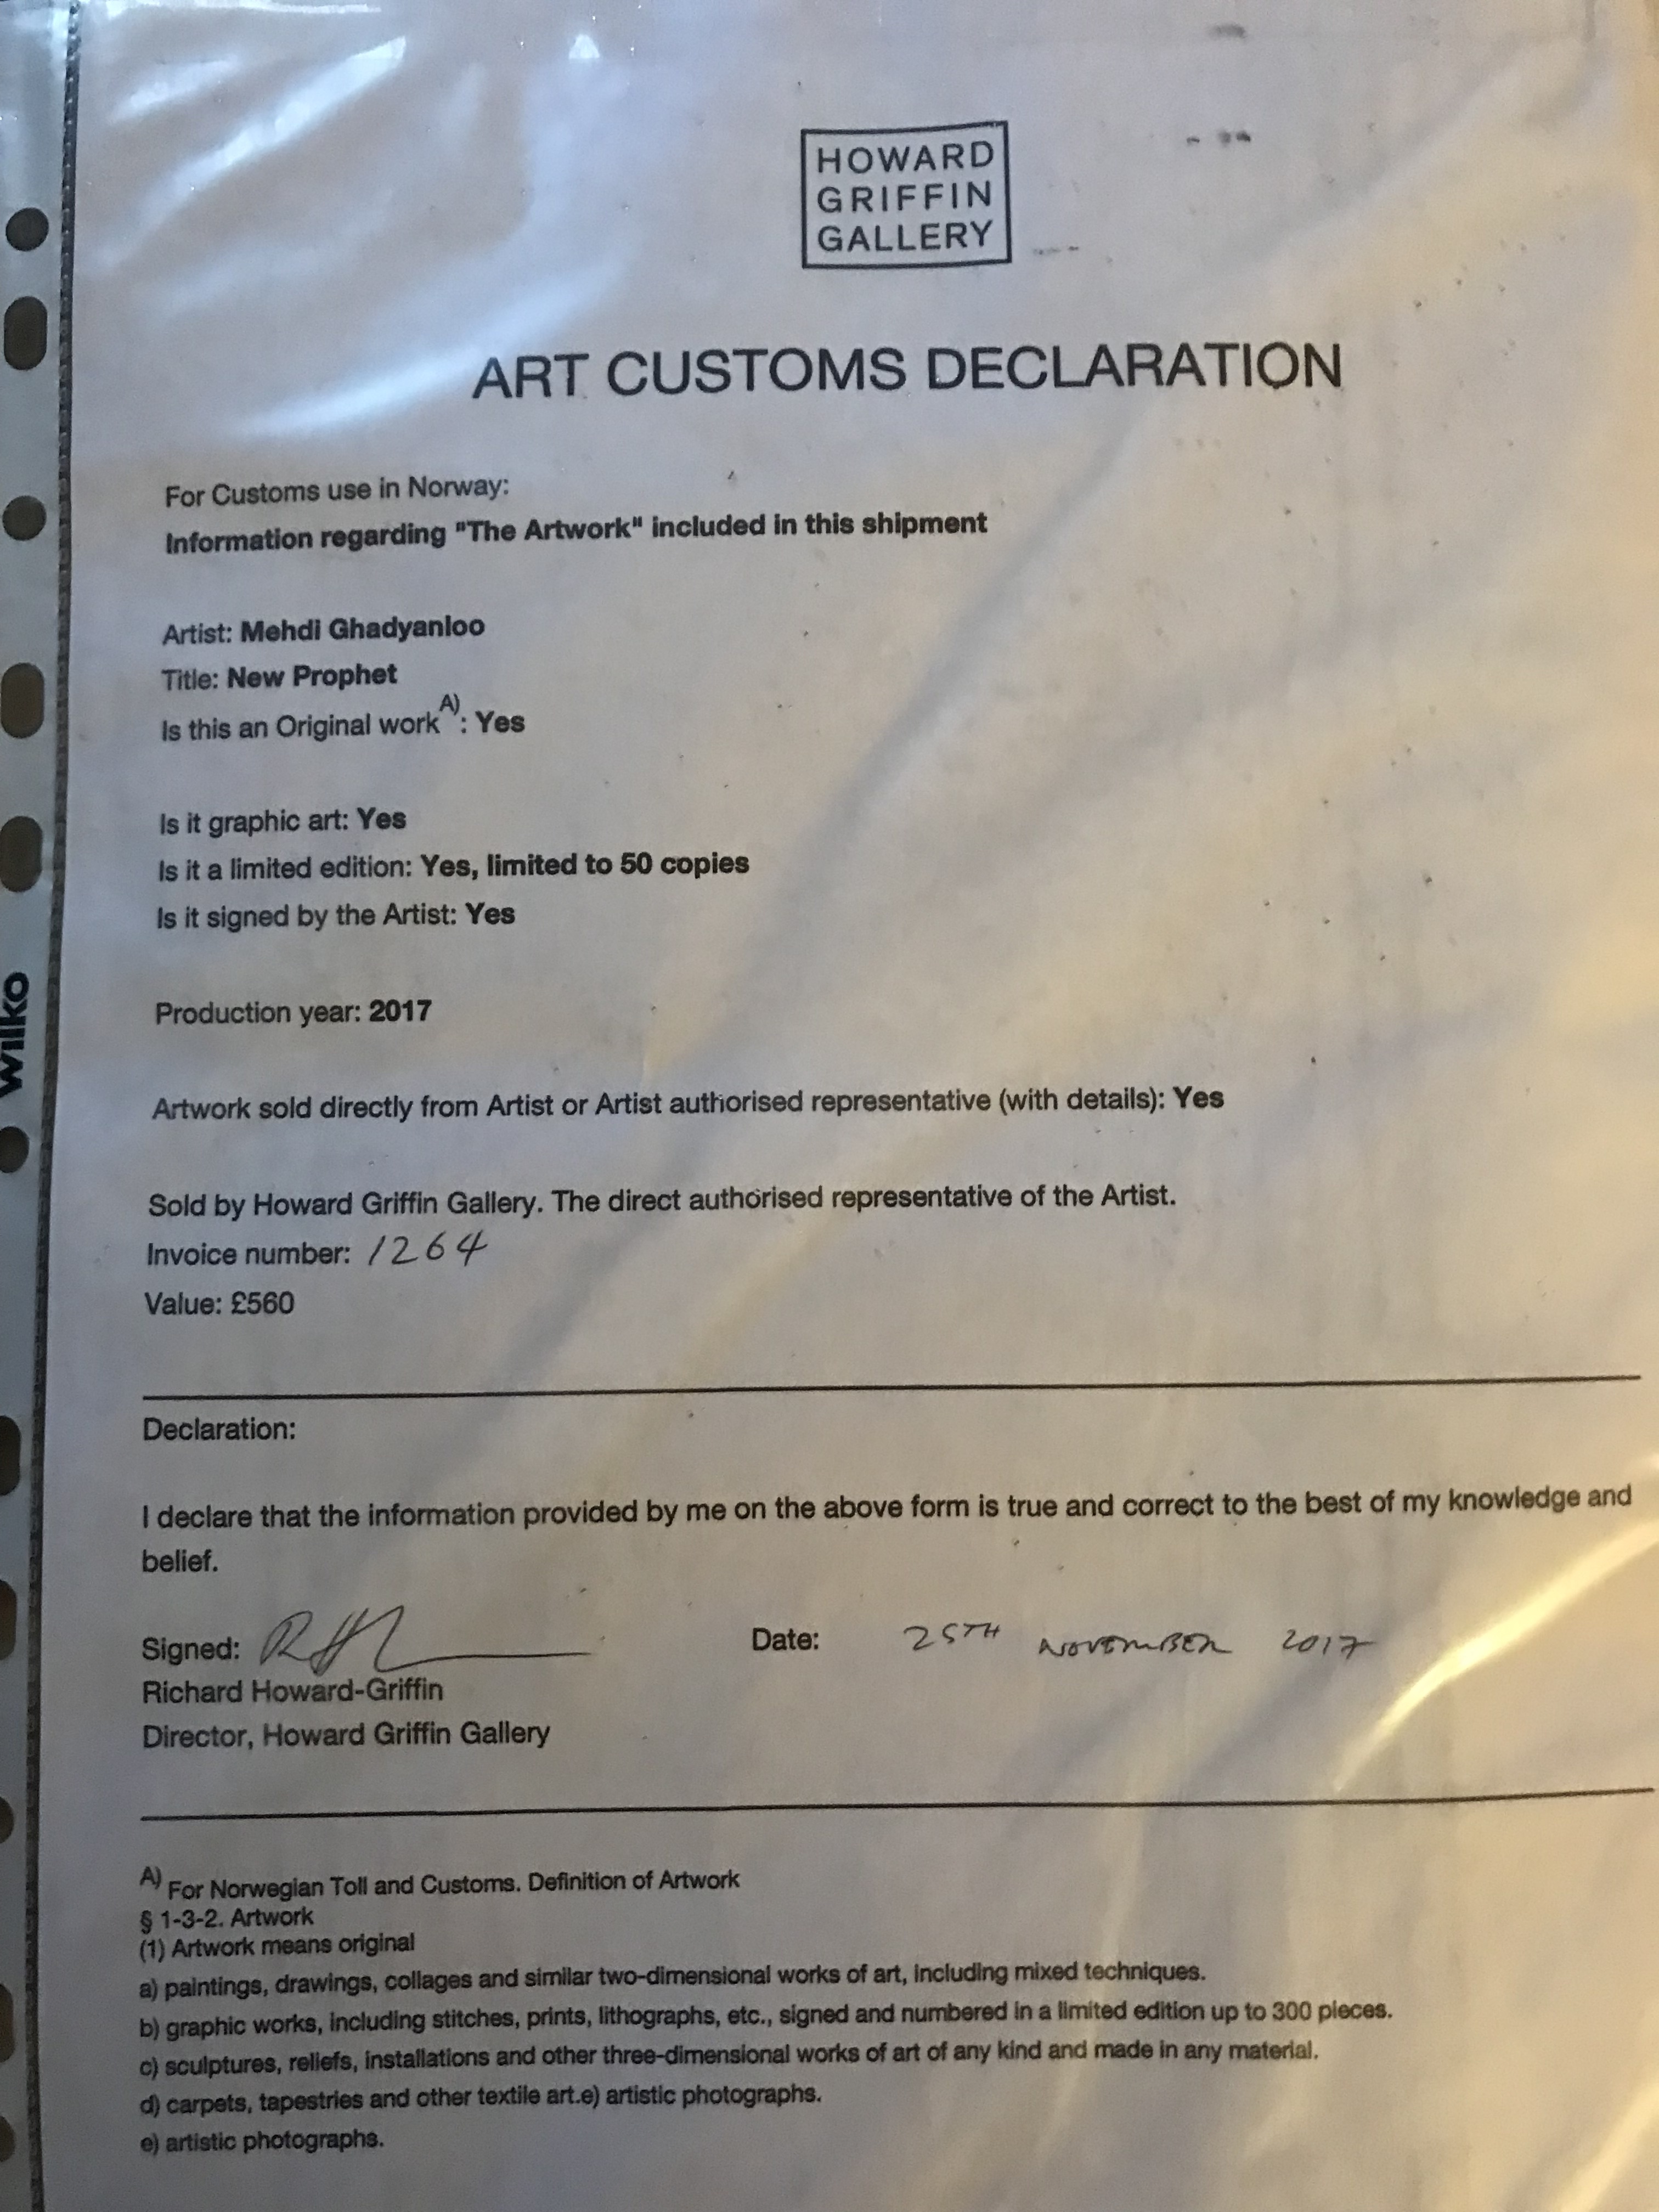 HOWARD
GRIFFIN
GALLERY
ART CUSTOMS DECLARATION
For Customs use in Norway:
Information regarding "The Artwork" included in this shipment
Artist: Mehdi Ghadyanloo
Title: New Prophet
Is this an Original work A): Yes
Is it graphic art: Yes
Is it a limited edition: Yes, limited to 50 copies
Is it signed by the Artist: Yes
Production year: 2017
Artwork sold directly from Artist or Artist authorised representative (with details): Yes
Sold by Howard Griffin Gallery. The direct authorised representative of the Artist.
Invoice number: 1264
Value: £560
Declaration:
I declare that the information provided by me on the above form is true and correct to the best of my knowledge and
belief.
Signed: Date: 25TH NOVEMBER 2017
Richard Howard-Griffin
Director, Howard Griffin Gallery
A) For Norwegian Toll and Customs. Definition of Artwork
§ 1-3-2. Artwork
(1) Artwork means original
a) paintings, drawings, collages and similar two-dimensional works of art, including mixed techniques.
b) graphic works, including stitches, prints, lithographs, etc., signed and numbered in a limited edition up to 300 pieces.
c) sculptures, reliefs, installations and other three-dimensional works of art of any kind and made in any material.
d) carpets, tapestries and other textile art.e) artistic photographs.
e) artistic photographs.
wilko